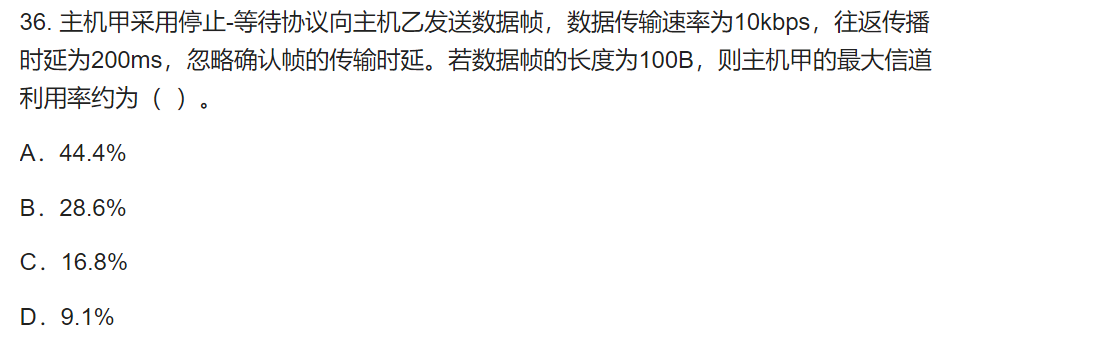 36. 主机甲采用停止-等待协议向主机乙发送数据帧，数据传输速率为10kbps，往返传播
时延为200ms，忽略确认帧的传输时延。若数据帧的长度为100B，则主机甲的最大信道
利用率约为（  ）。
A．44.4%
B．28.6%
C．16.8%
D．9.1%